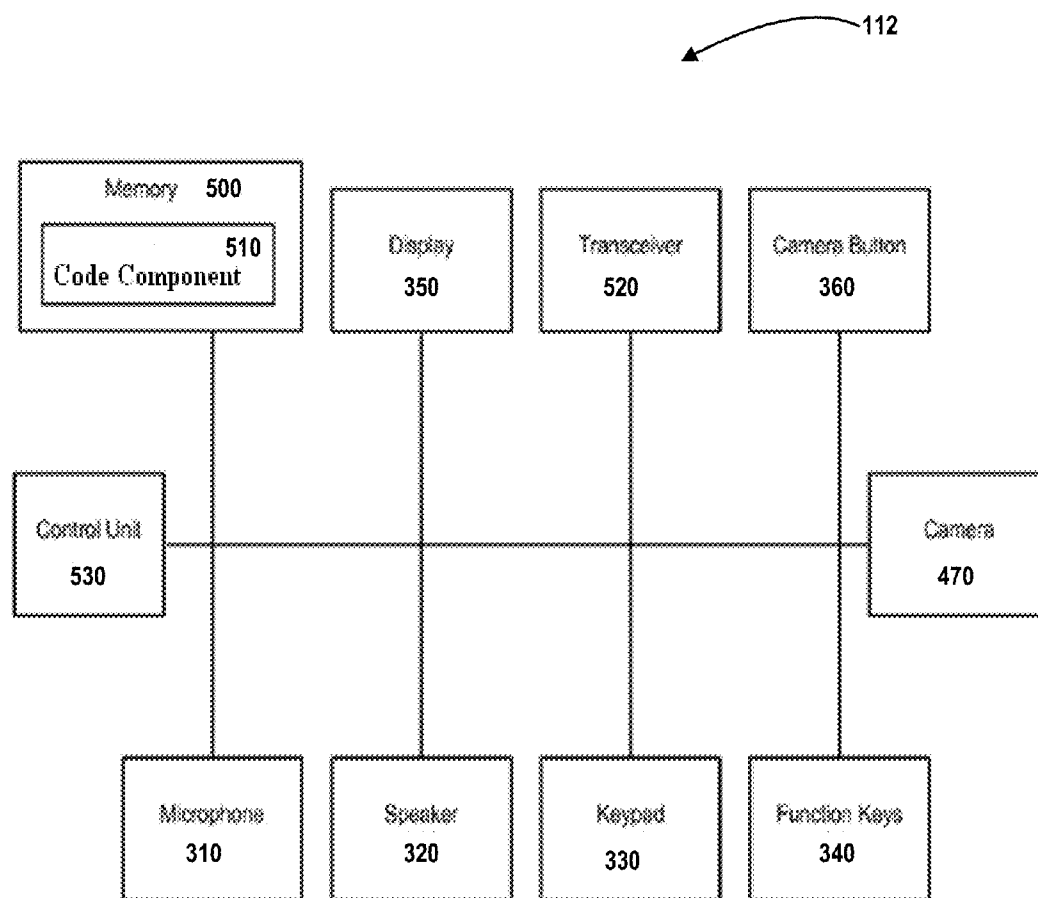 112
Memory 500
510
Code Component
Display
350
Transceiver
520
Camera Button
360
Control Unit
530
Camera
470
Microphone
310
Speaker
320
Keypad
330
Function Keys
340